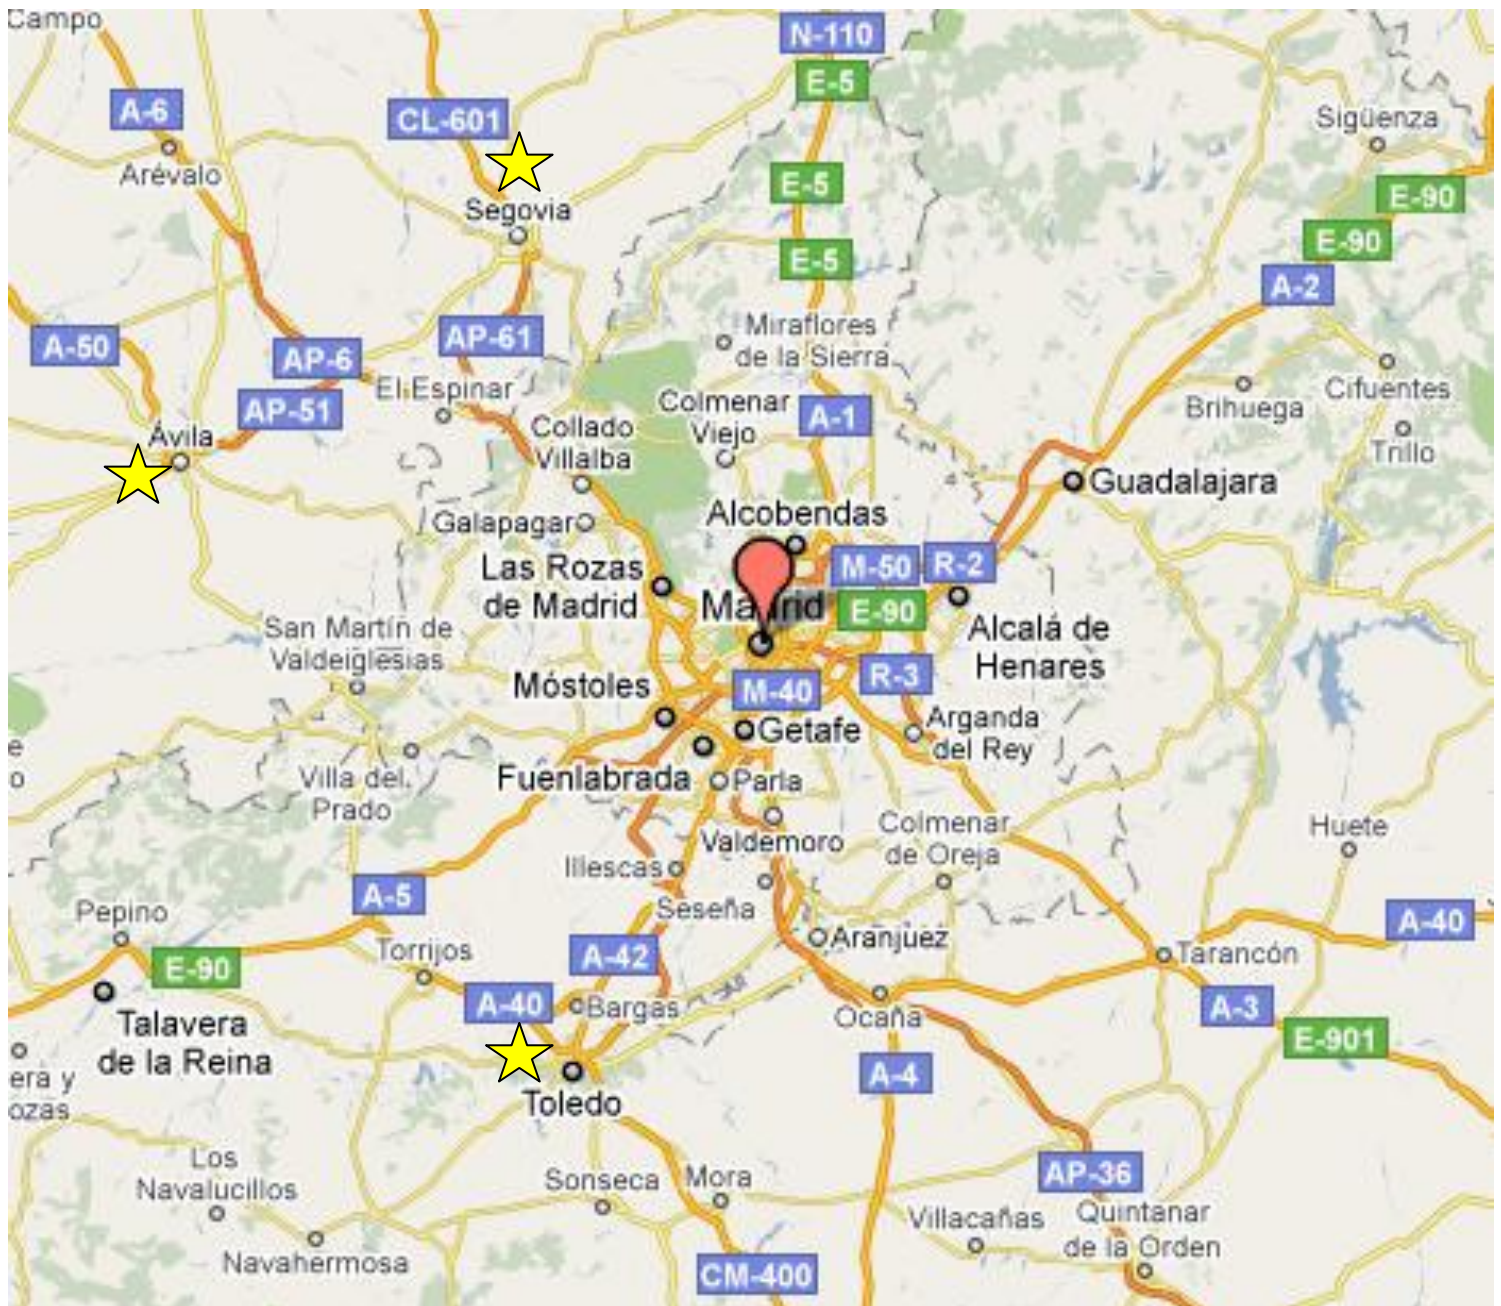 Campo
N-110
E-5
A-6
CL-601
Sigüenza
Arévalo
E-5
E-90
Segovia
E-90
E-5
A-2
A-50
AP-6
AP-61
Miraflores
de la Sierra
El Espinar
Cifuentes
AP-51
Colmenar
Viejo
A-1
Brihuega
Ávila
Collado
Villalba
Trillo
Guadalajara
Galapagar
Alcobendas
Las Rozas
de Madrid
M-50
R-2
Madrid
E-90
San Martín de
Valdeiglesias
Alcalá de
Henares
Móstoles
M-40
R-3
Getafe
Arganda
del Rey
e
o
Villa del
Prado
Fuenlabrada
Parla
Valdemoro
Colmenar
de Oreja
Huete
Illescas
A-5
Pepino
Seseña
A-40
Torrijos
A-42
Aranjuez
Tarancón
E-90
A-40
Bargas
Ocaña
A-3
Talavera
de la Reina
E-901
era y
ozas
A-4
Toledo
Los
Navalucillos
Sonseca
Mora
AP-36
Villacañas
Quintanar
de la Orden
Navahermosa
CM-400